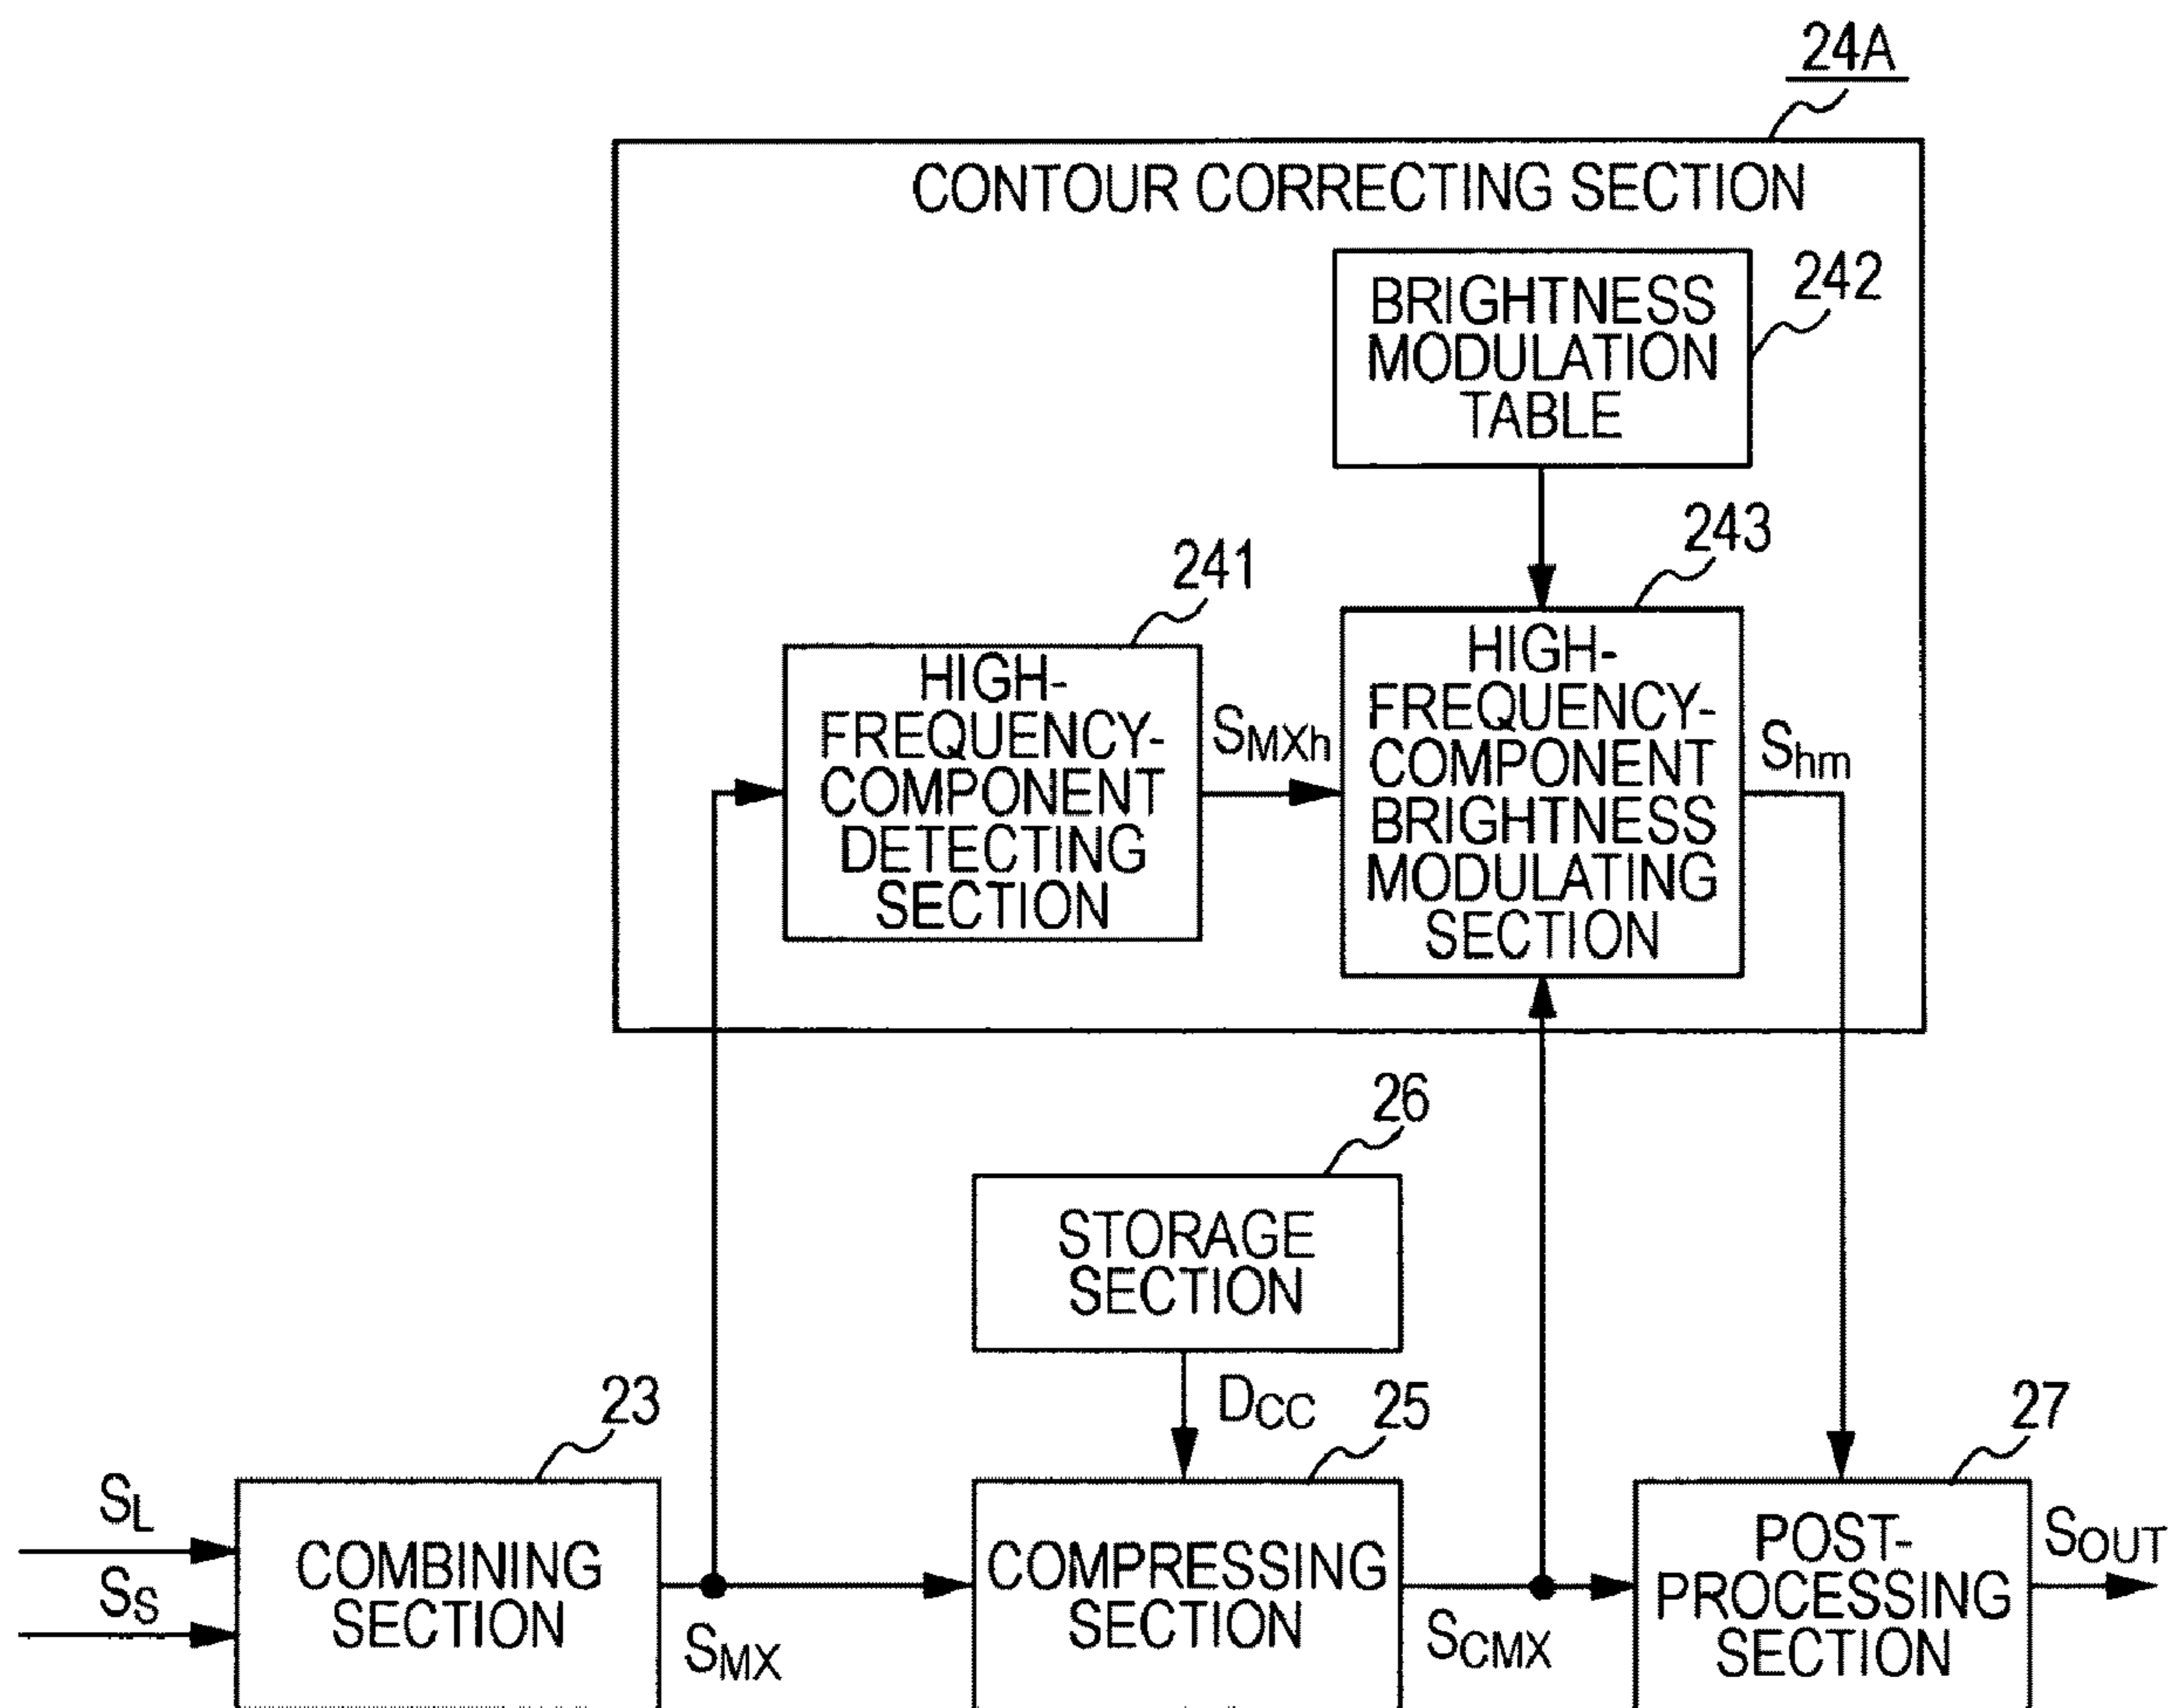 24A
CONTOUR CORRECTING SECTION
BRIGHTNESS
MODULATION
TABLE
242
243
241
HIGH-
FREQUENCY-
COMPONENT
DETECTING
SECTION
SMXh
HIGH-
FREQUENCY-
COMPONENT
BRIGHTNESS
MODULATING
SECTION
Shm
26
STORAGE
SECTION
DCC
23
25
27
SL
SS
COMBINING
SECTION
SMX
COMPRESSING
SECTION
SCMX
POST-
PROCESSING
SECTION
SOUT